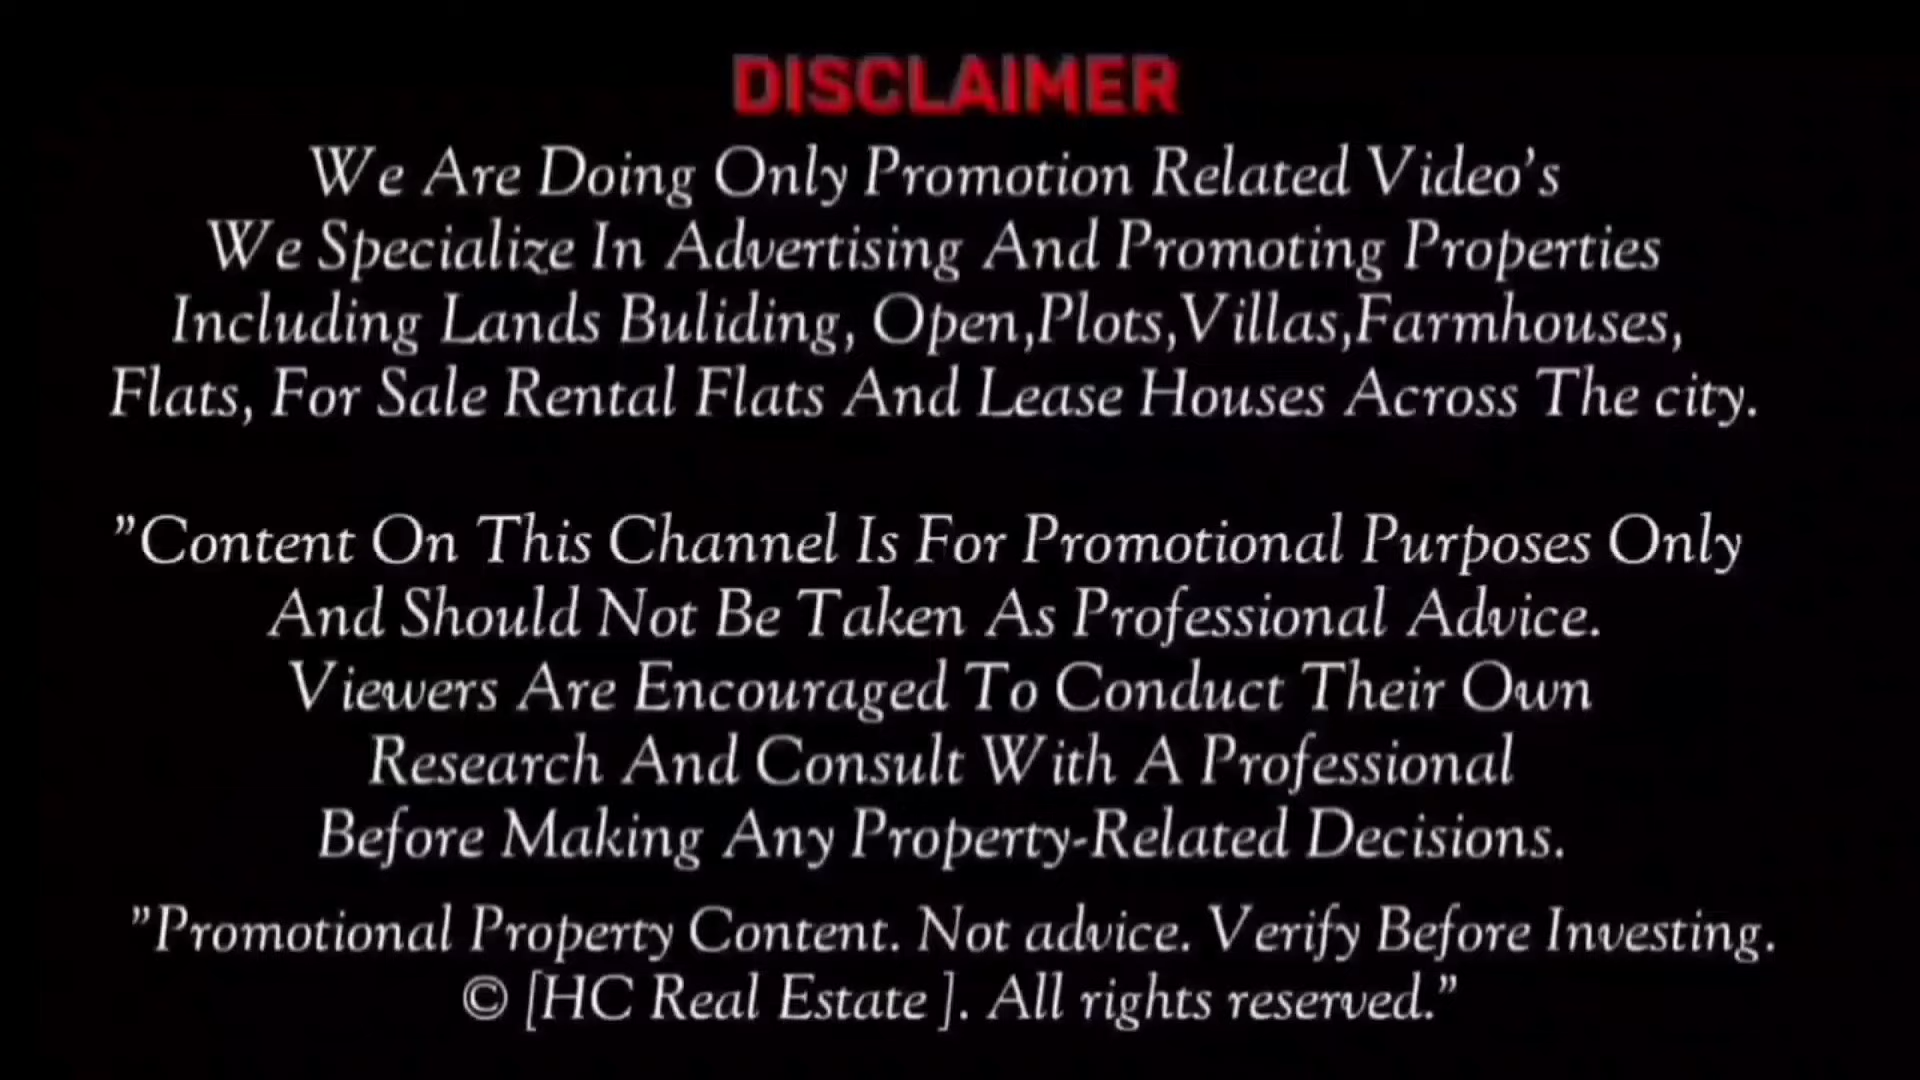 DISCLAIMER
We Are Doing Only Promotion Related Video's
We Specialize In Advertising And Promoting Properties
Including Lands Buliding, Open,Plots,Villas,Farmhouses,
Flats, For Sale Rental Flats And Lease Houses Across The city.
”Content On This Channel Is For Promotional Purposes Only
And Should Not Be Taken As Professional Advice.
Viewers Are Encouraged To Conduct Their Own
Research And Consult With A Professional
Before Making Any Property-Related Decisions.
”Promotional Property Content. Not advice. Verify Before Investing.
© [HC Real Estate ]. All rights reserved.”